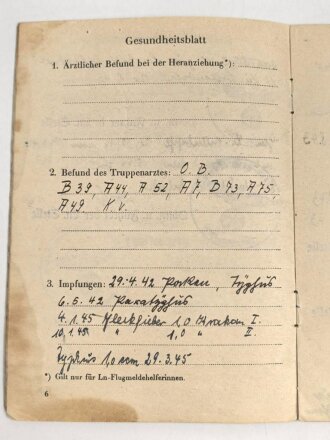 Gesundheitsblatt
1. Ärztlicher Befund bei der Heranziehung*):
2. Befund des Truppenarztes: O.B.
B 39, A 44, A 52, A 7, B 73, A 75,
A 49 K.v.
3. Impfungen: 29.4.42 Pocken, Typhus
6.5.42 Paratyphus
4.1.45 Fleckfieber 1,0 Krakau I.
10.1.45 " 1,0 " II.
Typhus 1,0 ccm 29.3.45
*) Gilt nur für Ln-Flugmeldehelferinnen.
6